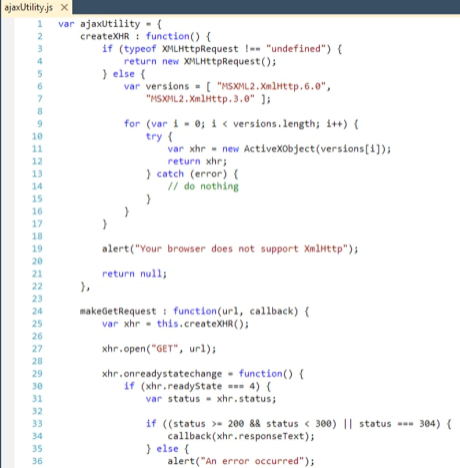 ajaxUtility.js ×
1 var ajaxUtility = {
2     createXHR : function() {
3         if (typeof XMLHttpRequest !== "undefined") {
4             return new XMLHttpRequest();
5         } else {
6             var versions = [ "MSXML2.XmlHttp.6.0",
7                 "MSXML2.XmlHttp.3.0" ];
8
9             for (var i = 0; i < versions.length; i++) {
10                 try {
11                     var xhr = new ActiveXObject(versions[i]);
12                     return xhr;
13                 } catch (error) {
14                     // do nothing
15                 }
16             }
17         }
18
19         alert("Your browser does not support XmlHttp");
20
21         return null;
22     },
23
24     makeGetRequest : function(url, callback) {
25         var xhr = this.createXHR();
26
27         xhr.open("GET", url);
28
29         xhr.onreadystatechange = function() {
30             if (xhr.readyState === 4) {
31                 var status = xhr.status;
32
33                 if ((status >= 200 && status < 300) || status === 304) {
34                     callback(xhr.responseText);
35                 } else {
36                     alert("An error occurred");